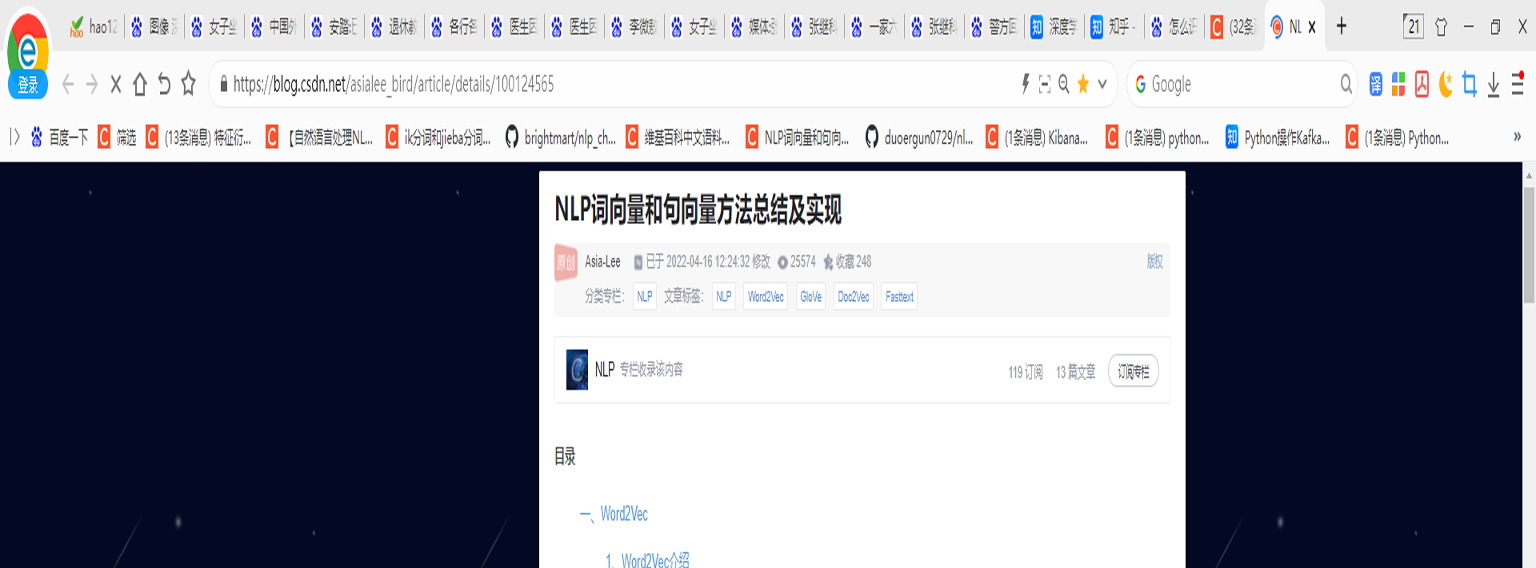 hao12 图像 女子坐 中国外 安踏 退休 各行各 医生 医生 女子坐 媒体 张继科 一家六 张继科 警方 深度学 知乎 - 怎么 (32条 NL 21
登录 https://blog.csdn.net/asialee_bird/article/details/100124565 Google 译
百度一下 筛选 (13条消息) 特征衍... 【自然语言处理NL... ik分词和jieba分词... brightmart/nlp_ch... 维基百科中文语料... NLP词向量和句向... duoergun0729/nl... (1条消息) Kibana... (1条消息) python... 知 Python操作Kafka... (1条消息) Python... »
NLP词向量和句向量方法总结及实现
原创 Asia-Lee 已于 2022-04-16 12:24:32 修改 25574 收藏 248 版权
分类专栏: NLP 文章标签: NLP Word2Vec GloVe Doc2Vec Fasttext
NLP 专栏收录该内容 119 订阅 13 篇文章 订阅专栏
目录
一、Word2Vec
1、Word2Vec介绍